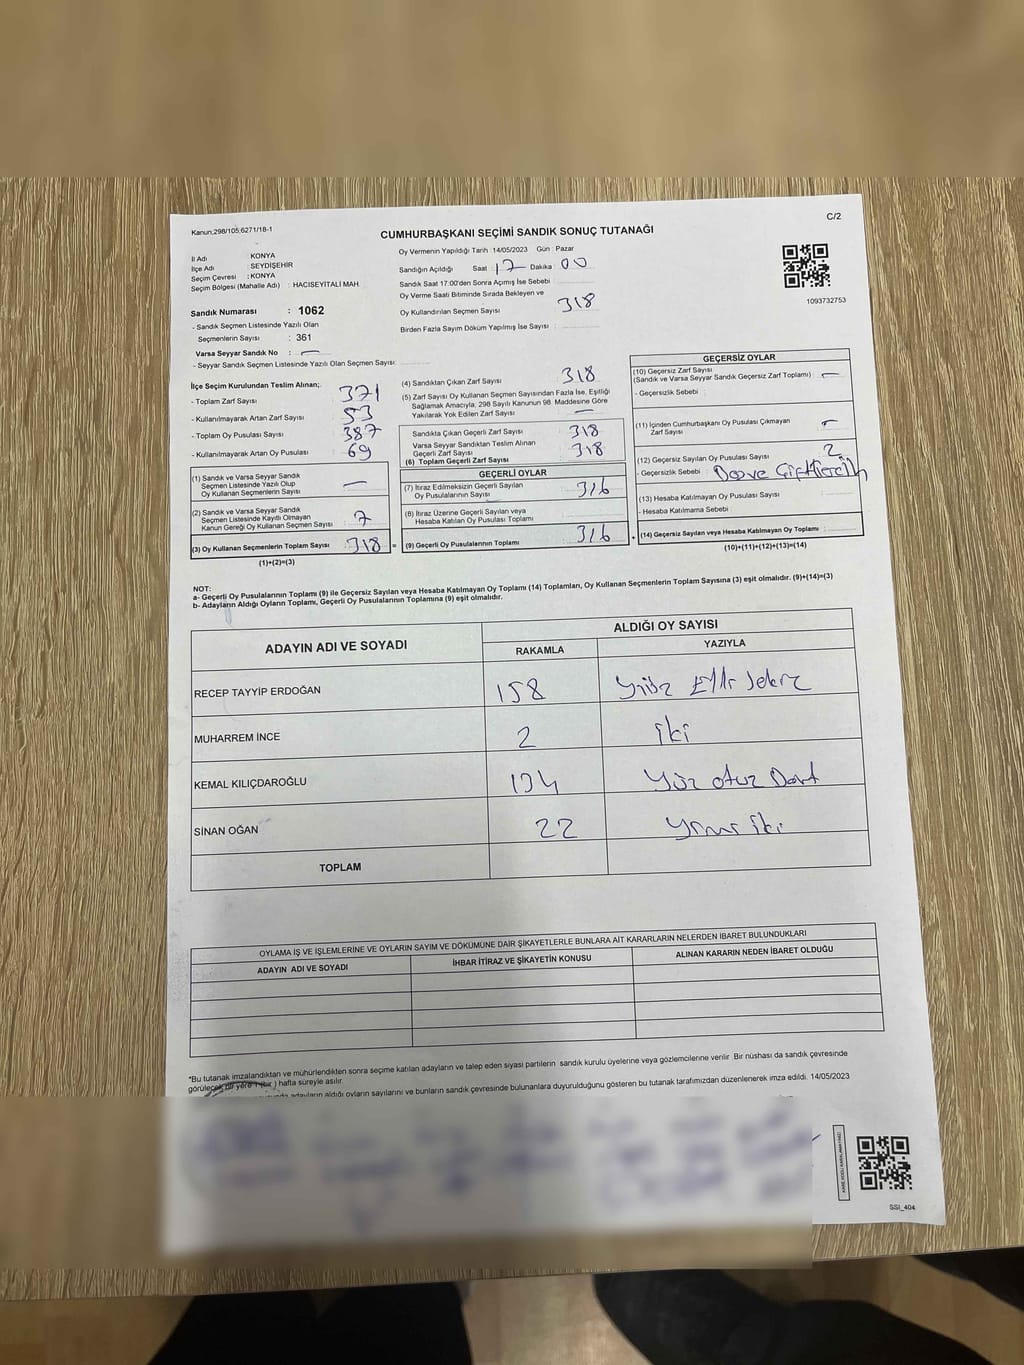 Kanun;298/105;6271/18-1
C/2
CUMHURBAŞKANI SEÇİMİ SANDIK SONUÇ TUTANAĞI
İl Adı : KONYA
İlçe Adı : SEYDİŞEHİR
Seçim Çevresi : KONYA
Seçim Bölgesi (Mahalle Adı) : HACISEYİTALİ MAH.
Oy Vermenin Yapıldığı Tarih 14/05/2023 Gün : Pazar
Sandığın Açıldığı Saat : 17 Dakika : 00
Sandık Saat 17:00'den Sonra Açımış İse Sebebi
Oy Verme Saati Bitiminde Sırada Bekleyen ve
Oy Kullandırılan Seçmen Sayısı 318
Birden Fazla Sayım Döküm Yapılmış İse Sayısı :
1093732753
Sandık Numarası : 1062
- Sandık Seçmen Listesinde Yazılı Olan
Seçmenlerin Sayısı : 361
Varsa Seyyar Sandık No : —
- Seyyar Sandık Seçmen Listesinde Yazılı Olan Seçmen Sayısı:
İlçe Seçim Kurulundan Teslim Alınan;
- Toplam Zarf Sayısı 371
- Kullanılmayarak Artan Zarf Sayısı 53
- Toplam Oy Pusulası Sayısı 387
- Kullanılmayarak Artan Oy Pusulası 69
(1) Sandık ve Varsa Seyyar Sandık
Seçmen Listesinde Yazılı Olup
Oy Kullanan Seçmenlerin Sayısı —
(2) Sandık ve Varsa Seyyar Sandık
Seçmen Listesinde Kayıtlı Olmayan
Kanun Gereği Oy Kullanan Seçmen Sayısı 7
(3) Oy Kullanan Seçmenlerin Toplam Sayısı 318 =
(1)+(2)=(3)
(4) Sandıktan Çıkan Zarf Sayısı 318
(5) Zarf Sayısı Oy Kullanan Seçmen Sayısından Fazla İse, Eşitliği
Sağlamak Amacıyla, 298 Sayılı Kanunun 98. Maddesine Göre
Yakılarak Yok Edilen Zarf Sayısı —
Sandıkta Çıkan Geçerli Zarf Sayısı 318
Varsa Seyyar Sandıktan Teslim Alınan
Geçerli Zarf Sayısı 318
(6) Toplam Geçerli Zarf Sayısı
GEÇERLİ OYLAR
(7) İtiraz Edilmeksizin Geçerli Sayılan
Oy Pusulalarının Sayısı 316
(8) İtiraz Üzerine Geçerli Sayılan veya
Hesaba Katılan Oy Pusulası Toplamı
(9) Geçerli Oy Pusulalarının Toplamı 316 +
GEÇERSİZ OYLAR
(10) Geçersiz Zarf Sayısı
(Sandık ve Varsa Seyyar Sandık Geçersiz Zarf Toplamı) : —
- Geçersizlik Sebebi :
(11) İçinden Cumhurbaşkanı Oy Pusulası Çıkmayan
Zarf Sayısı —
(12) Geçersiz Sayılan Oy Pusulası Sayısı 2
- Geçersizlik Sebebi :
(13) Hesaba Katılmayan Oy Pusulası Sayısı
- Hesaba Katılmama Sebebi
(14) Geçersiz Sayılan veya Hesaba Katılmayan Oy Toplamı
(10)+(11)+(12)+(13)=(14)
NOT:
a- Geçerli Oy Pusulalarının Toplamı (9) ile Geçersiz Sayılan veya Hesaba Katılmayan Oy Toplamı (14) Toplamları, Oy Kullanan Seçmenlerin Toplam Sayısına (3) eşit olmalıdır. (9)+(14)=(3)
b- Adayların Aldığı Oyların Toplamı, Geçerli Oy Pusulalarının Toplamına (9) eşit olmalıdır.
ADAYIN ADI VE SOYADI
ALDIĞI OY SAYISI
RAKAMLA YAZIYLA
RECEP TAYYİP ERDOĞAN 158 Yüz Elli Sekiz
MUHARREM İNCE 2 iki
KEMAL KILIÇDAROĞLU 134 Yüz otuz Dört
SİNAN OĞAN 22 Yirmi iki
TOPLAM
OYLAMA İŞ VE İŞLEMLERİNE VE OYLARIN SAYIM VE DÖKÜMÜNE DAİR ŞİKAYETLERLE BUNLARA AİT KARARLARIN NELERDEN İBARET BULUNDUKLARI
ADAYIN ADI VE SOYADI İHBAR İTİRAZ VE ŞİKAYETİN KONUSU ALINAN KARARIN NEDEN İBARET OLDUĞU
*Bu tutanak imzalandıktan ve mühürlendikten sonra seçime katılan adayların ve talep eden siyasi partilerin sandık kurulu üyelerine veya gözlemcilerine verilir. Bir nüshası da sandık çevresinde
görülecek bir yere 1 (bir) hafta süreyle asılır.
adayların aldığı oyların sayılarını ve bunların sandık çevresinde bulunanlara duyurulduğunu gösteren bu tutanak tarafımızdan düzenlenerek imza edildi. 14/05/2023
SSİ_404